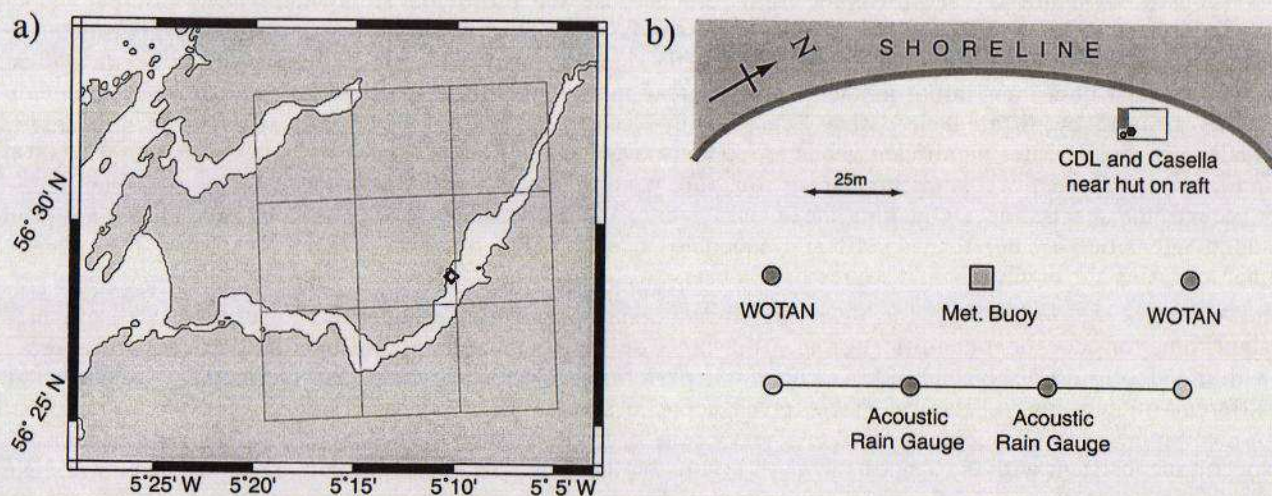 a)
56° 30' N
56° 25' N
5° 25' W
5° 20' W
5° 15' W
5° 10' W
5° 5' W
b)
N
SHORELINE
CDL and Casella
near hut on raft
25m
WOTAN
Met. Buoy
WOTAN
Acoustic
Rain Gauge
Acoustic
Rain Gauge